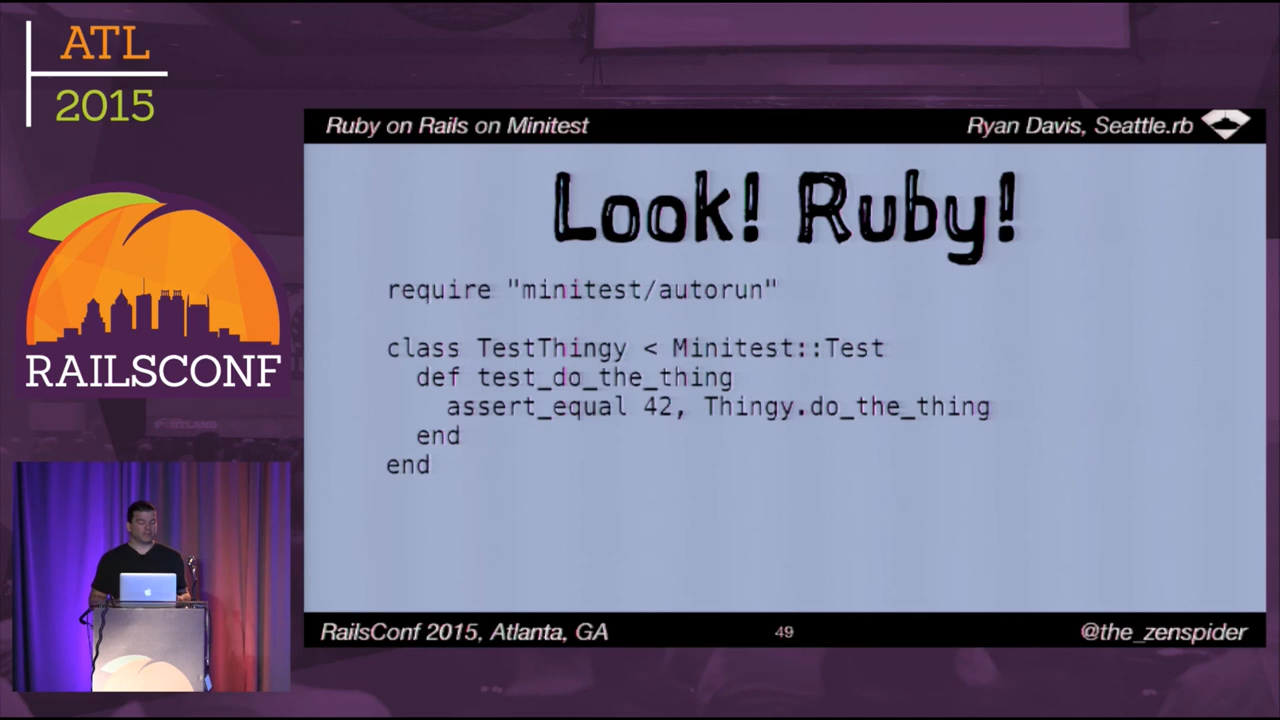 ATL
2015
RAILSCONF
Ruby on Rails on Minitest
Ryan Davis, Seattle.rb
Look! Ruby!
require "minitest/autorun"
class TestThingy < Minitest::Test
def test_do_the_thing
assert_equal 42, Thingy.do_the_thing
end
end
RailsConf 2015, Atlanta, GA
49
@the_zenspider